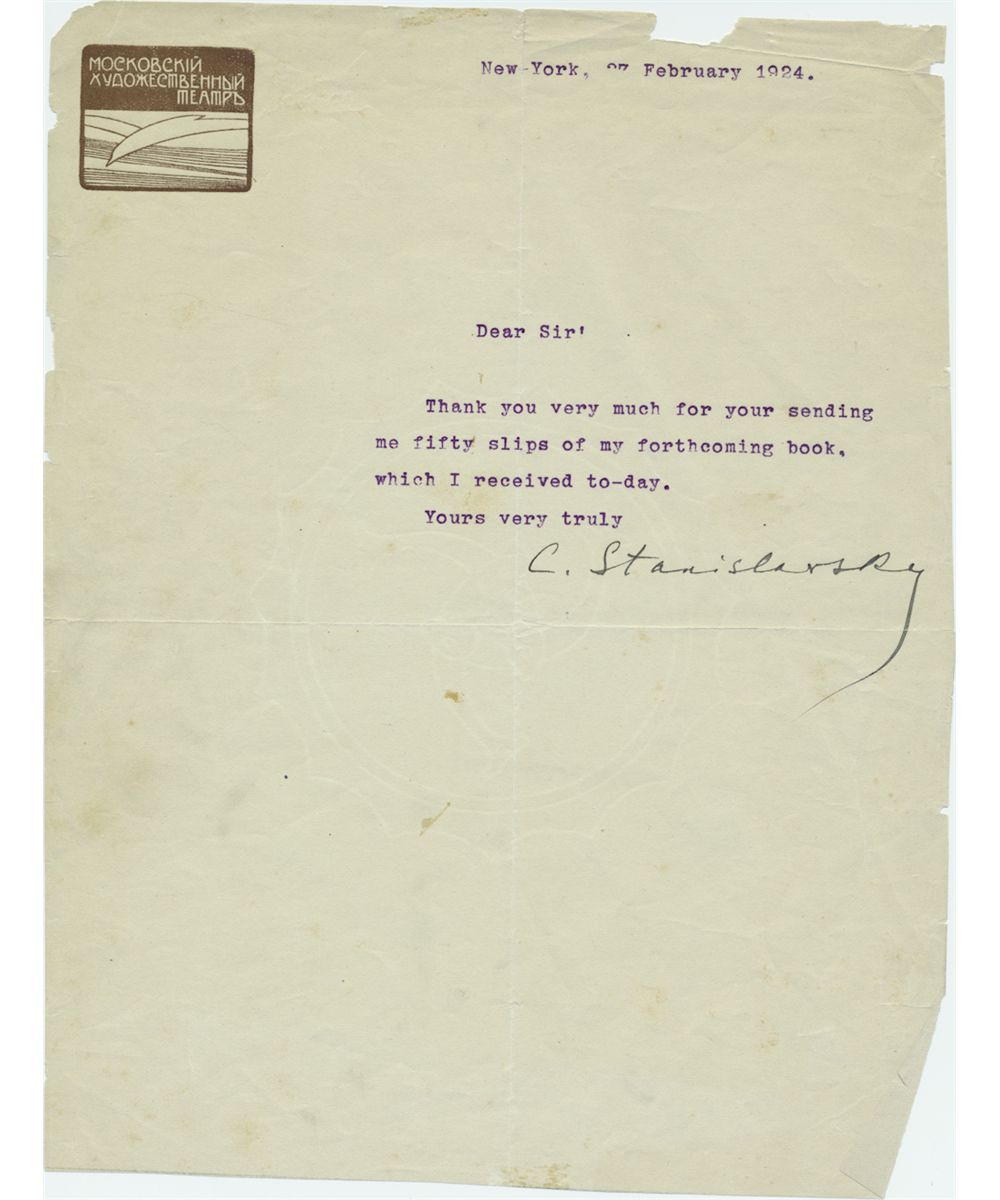 МОСКОВСКІЙ
ХУДОЖЕСТВЕННЫЙ
ТЕАТРЪ
New-York, 27 February 1924.
Dear Sir'
Thank you very much for your sending
me fifty slips of my forthcoming book,
which I received to-day.
Yours very truly
C. Stanislavsky